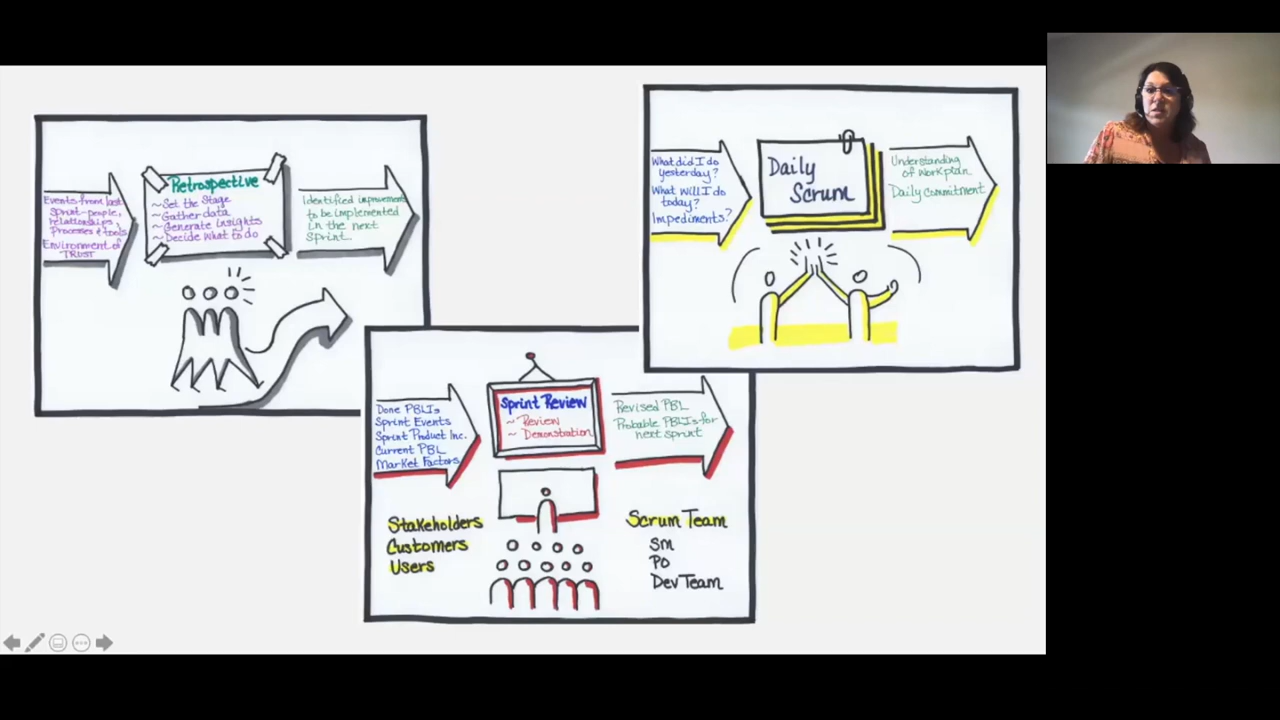 Events from last
sprint-people,
relationships,
Processes & tools
Environment of
TRUST
Retrospective
~Set the Stage
~Gather data
~Generate insights
~Decide what to do
Identified improvements
to be implemented
in the next
Sprint.
What did I do
yesterday?
What will I do
today?
Impediments?
Daily
Scrum
Understanding
of workplan
Daily commitment
Done PBLIs
Sprint Events
Sprint Product Inc.
Current PBL
Market Factors
Sprint Review
~ Review
~ Demonstration
Revised PBL
Probable PBLIs for
next sprint
Stakeholders
Customers
Users
Scrum Team
SM
PO
Dev Team